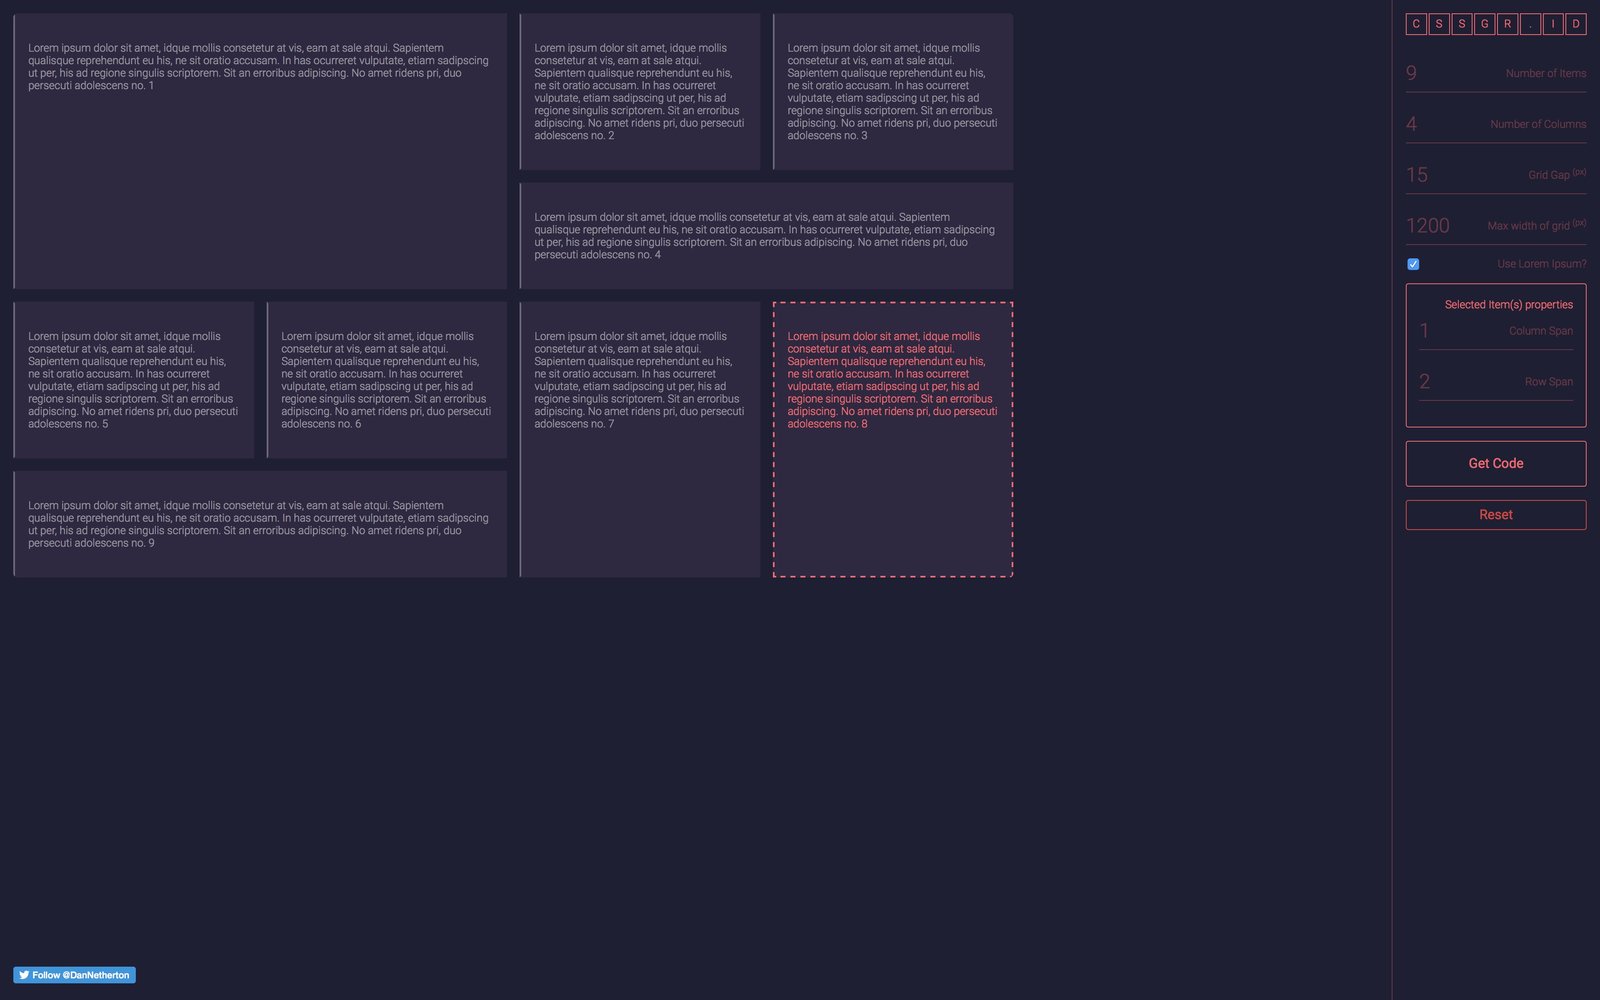 Lorem ipsum dolor sit amet, idque mollis consetetur at vis, eam at sale atqui. Sapientem
qualisque reprehendunt eu his, ne sit oratio accusam. In has ocurreret vulputate, etiam sadipscing
ut per, his ad regione singulis scriptorem. Sit an erroribus adipiscing. No amet ridens pri, duo
persecuti adolescens no. 1
Lorem ipsum dolor sit amet, idque mollis
consetetur at vis, eam at sale atqui.
Sapientem qualisque reprehendunt eu his,
ne sit oratio accusam. In has ocurreret
vulputate, etiam sadipscing ut per, his ad
regione singulis scriptorem. Sit an erroribus
adipiscing. No amet ridens pri, duo persecuti
adolescens no. 2
Lorem ipsum dolor sit amet, idque mollis
consetetur at vis, eam at sale atqui.
Sapientem qualisque reprehendunt eu his,
ne sit oratio accusam. In has ocurreret
vulputate, etiam sadipscing ut per, his ad
regione singulis scriptorem. Sit an erroribus
adipiscing. No amet ridens pri, duo persecuti
adolescens no. 3
Lorem ipsum dolor sit amet, idque mollis consetetur at vis, eam at sale atqui. Sapientem
qualisque reprehendunt eu his, ne sit oratio accusam. In has ocurreret vulputate, etiam sadipscing
ut per, his ad regione singulis scriptorem. Sit an erroribus adipiscing. No amet ridens pri, duo
persecuti adolescens no. 4
Lorem ipsum dolor sit amet, idque mollis
consetetur at vis, eam at sale atqui.
Sapientem qualisque reprehendunt eu his,
ne sit oratio accusam. In has ocurreret
vulputate, etiam sadipscing ut per, his ad
regione singulis scriptorem. Sit an erroribus
adipiscing. No amet ridens pri, duo persecuti
adolescens no. 5
Lorem ipsum dolor sit amet, idque mollis
consetetur at vis, eam at sale atqui.
Sapientem qualisque reprehendunt eu his,
ne sit oratio accusam. In has ocurreret
vulputate, etiam sadipscing ut per, his ad
regione singulis scriptorem. Sit an erroribus
adipiscing. No amet ridens pri, duo persecuti
adolescens no. 6
Lorem ipsum dolor sit amet, idque mollis
consetetur at vis, eam at sale atqui.
Sapientem qualisque reprehendunt eu his,
ne sit oratio accusam. In has ocurreret
vulputate, etiam sadipscing ut per, his ad
regione singulis scriptorem. Sit an erroribus
adipiscing. No amet ridens pri, duo persecuti
adolescens no. 7
Lorem ipsum dolor sit amet, idque mollis
consetetur at vis, eam at sale atqui.
Sapientem qualisque reprehendunt eu his,
ne sit oratio accusam. In has ocurreret
vulputate, etiam sadipscing ut per, his ad
regione singulis scriptorem. Sit an erroribus
adipiscing. No amet ridens pri, duo persecuti
adolescens no. 8
Lorem ipsum dolor sit amet, idque mollis consetetur at vis, eam at sale atqui. Sapientem
qualisque reprehendunt eu his, ne sit oratio accusam. In has ocurreret vulputate, etiam sadipscing
ut per, his ad regione singulis scriptorem. Sit an erroribus adipiscing. No amet ridens pri, duo
persecuti adolescens no. 9
Follow @DanNetherton
CSSGR.ID
9 Number of Items
4 Number of Columns
15 Grid Gap (px)
1200 Max width of grid (px)
Use Lorem Ipsum?
Selected Item(s) properties
1 Column Span
2 Row Span
Get Code
Reset